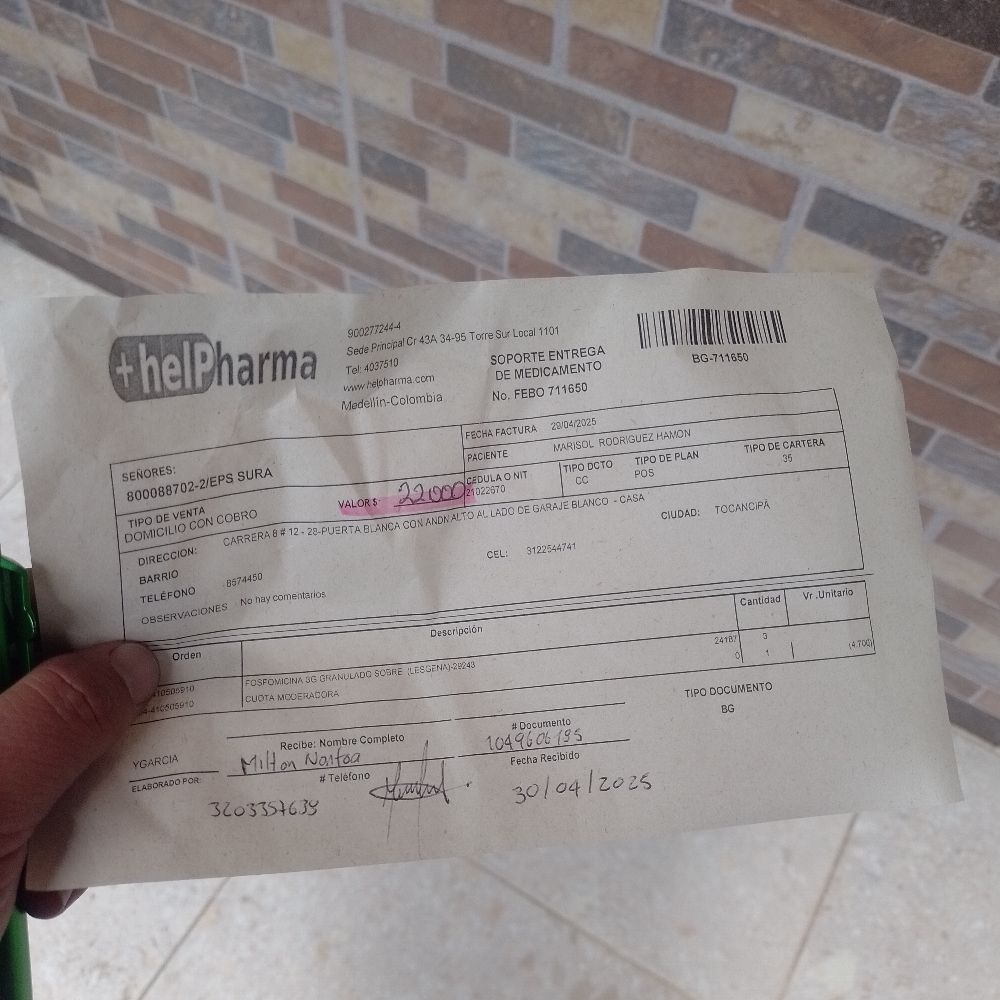 +helPharma
900277244-4
Sede Principal Cr 43A 34-95 Torre Sur Local 1101
Tel: 4037510
www.helpharma.com
Medellín-Colombia
SOPORTE ENTREGA
DE MEDICAMENTO
No. FEBO 711650
BG-711650
SEÑORES:
800088702-2/EPS SURA
FECHA FACTURA 29/04/2025
PACIENTE MARISOL RODRIGUEZ HAMON
TIPO DE VENTA
DOMICILIO CON COBRO
VALOR $ 22000
CEDULA O NIT
21022670
TIPO DCTO
CC
TIPO DE PLAN
POS
TIPO DE CARTERA
35
DIRECCION: CARRERA 8 # 12 - 28-PUERTA BLANCA CON ANDN ALTO AL LADO DE GARAJE BLANCO - CASA
CIUDAD: TOCANCIPÁ
BARRIO
CEL: 3122544741
TELÉFONO 8574450
OBSERVACIONES No hay comentarios
Orden Descripción Cantidad Vr .Unitario
410505910 FOSFOMICINA 3G GRANULADO SOBRE (LESGENA)-29243 24187 3
4-410505910 CUOTA MODERADORA 0 1 (4.700)
TIPO DOCUMENTO
BG
YGARCIA
ELABORADO POR:
Recibe: Nombre Completo
Milton
# Documento
1049606195
# Teléfono
3203357639
Fecha Recibido
30/04/2025